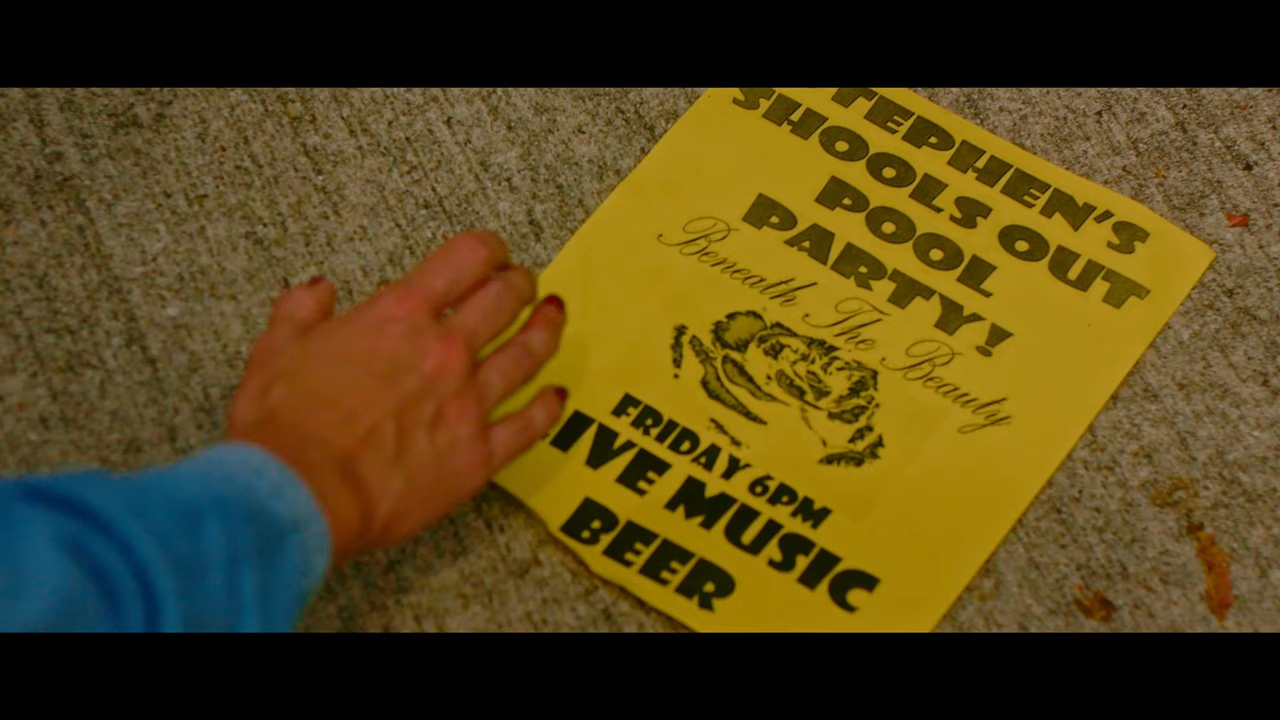 TEPHEN'S
SHOOLS OUT
POOL
PARTY!
Beneath The Beauty
FRIDAY 6PM
IVE MUSIC
BEER